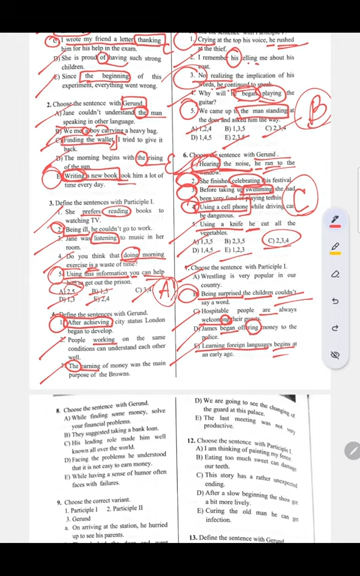 I wrote my friend a letter thanking
him for his help in the exam.
D) She is proud of having such strong
children.
E) Since the beginning of this
experiment, everything went wrong.
2. Choose the sentence with Gerund.
A) Jane couldn't understand the man
speaking in other language.
B) We met a boy carrying a heavy bag.
C) Finding the wallet, I tried to give it
back.
D) The morning begins with the rising
of the sun.
E) Writing a new book took him a lot of
time every day.
3. Define the sentences with Participle I.
1. She prefers reading books to
watching TV.
2. Being ill, he couldn't go to work.
3. Jane was listening to music in her
room.
4. Do you think that doing morning
exercise is a waste of time?
5. Using this information you can help
him to get out the prison.
A) 2,5 B) 1,3 C) 3,4
D) 1,3 E) 2,4
A
4. Define the sentences with Gerund.
1. After achieving city status London
began to develop.
2. People working on the same
conditions can understand each other
well.
3. The earning of money was the main
purpose of the Browns.
1. Crying at the top his voice, he rushed
at the thief.
2. I remember his telling me about his
3. Not realizing the implication of his
words, he continued to speak.
4. Why will he began playing the
guitar?
5. We came up to the man standing at
the door and asked him the way.
A) 1,2,4 B) 1,3,5 C) 2,3,4
D) 1,4,5 E) 2,3,5
B
6. Choose the sentence with Gerund.
1. Hearing the noise, he ran to the
window.
2. She finished celebrating his festival.
3. Before taking up swimming she had
been very fond of playing tennis.
4. Using a cell phone while driving can
be dangerous.
5. Using a knife he cut all the
vegetables.
A) 1,3,5 B) 2,3,5 C) 2,3,4
D) 1,4,5 E) 1,2,3
C
7. Choose the sentence with Participle I.
A) Wrestling is very popular in our
country.
B) Being surprised the children couldn't
say a word.
C) Hospitable people are always
welcoming their guests.
D) James began offering money to the
police.
E) Learning foreign languages begins at
an early age.
8. Choose the sentence with Gerund.
A) While finding some money, solve
your financial problems.
B) They suggested taking a bank loan.
C) His leading role made him well
known all over the world.
D) Facing the problems he understood
that it is not easy to earn money.
E) While having a sense of humor often
faces with failures.
9. Choose the correct variant.
1. Participle I 2. Participle II
3. Gerund
a. On arriving at the station, he hurried
up to see his parents.
D) We are going to see the changing of
the guard at this palace.
E) The last meeting was not very
productive.
12. Choose the sentence with Participle I.
A) I am thinking of painting my fence.
B) Eating too much sweet can damage
our teeth.
C) This story has a rather unexpected
ending.
D) After a slow beginning the show got
a bit more lively.
E) Curing the old man he can got
infection.
13. Define the sentence with Gerund